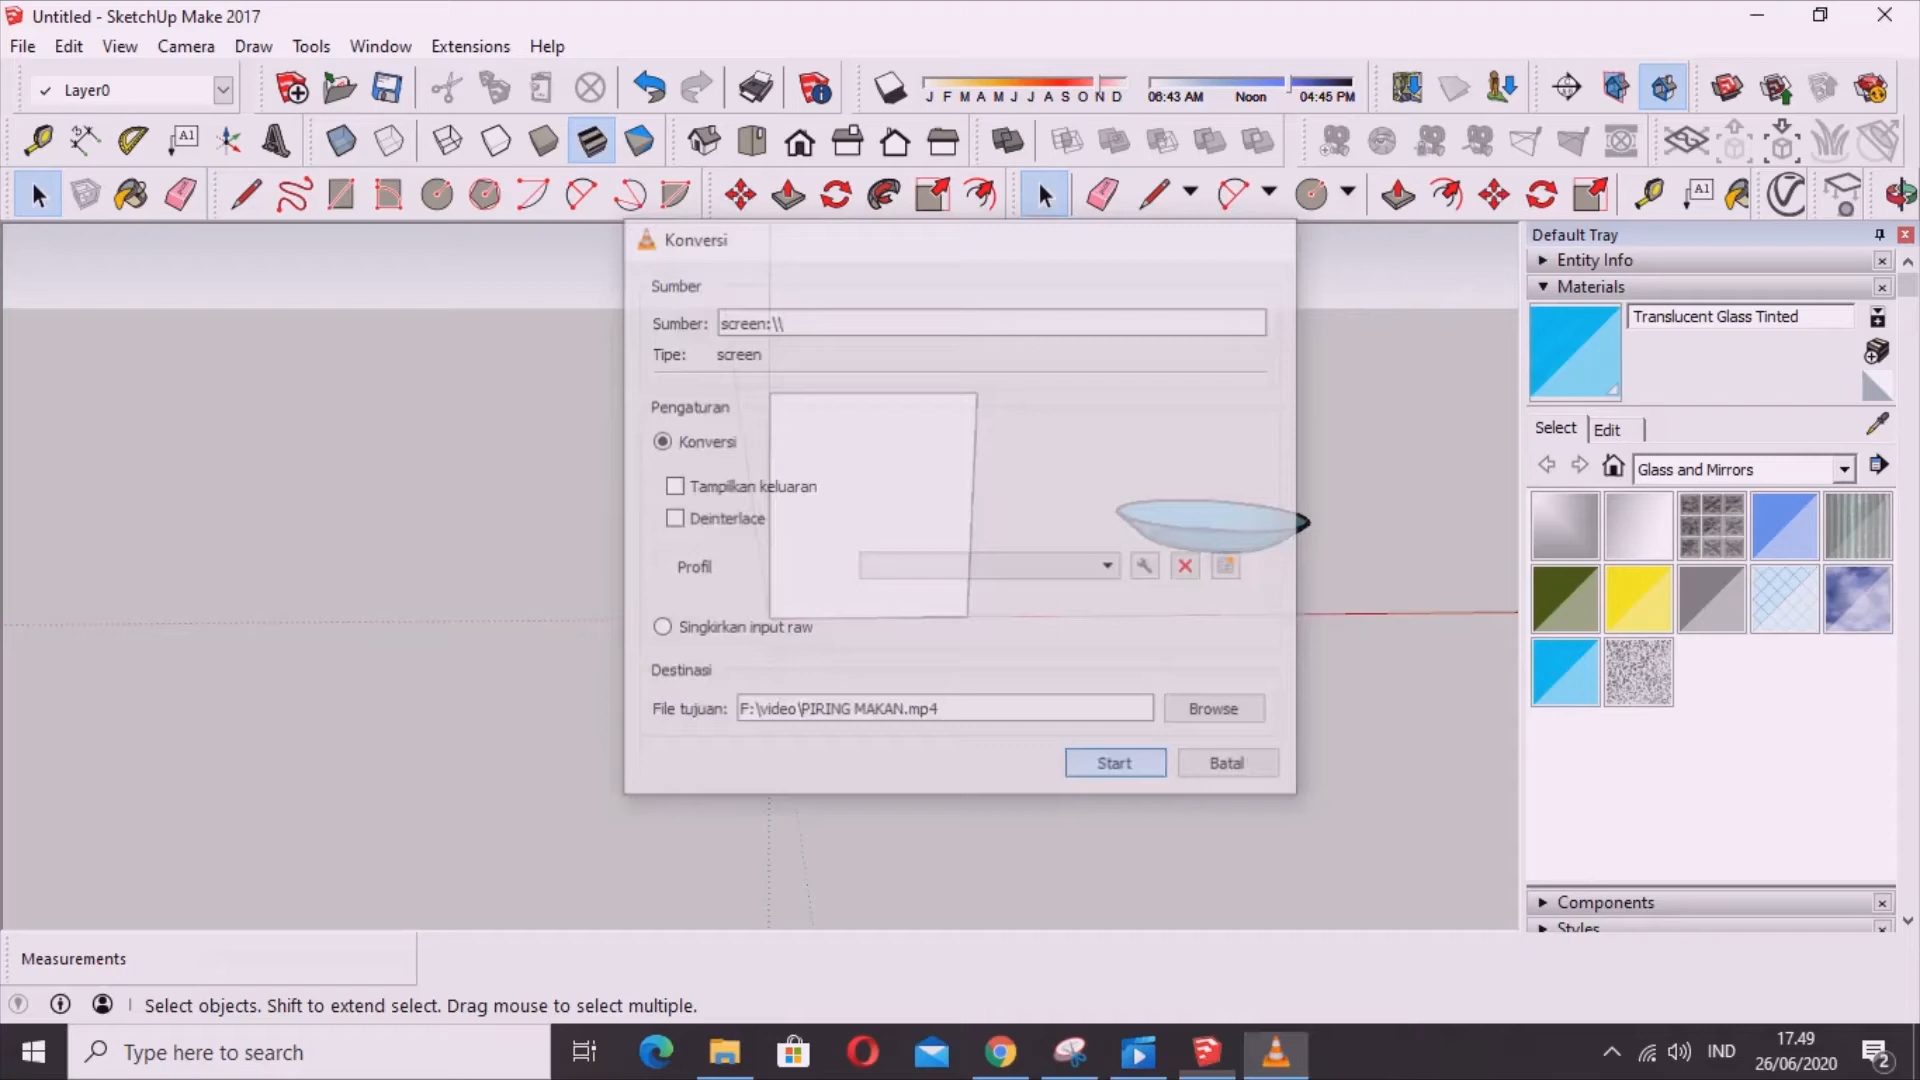 Untitled - SketchUp Make 2017
File Edit View Camera Draw Tools Window Extensions Help
Layer0
J F M A M J J A S O N D
06:43 AM Noon 04:45 PM
A1
A1
Default Tray
Entity Info
Materials
Translucent Glass Tinted
Select Edit
Glass and Mirrors
Components
Styles
Konversi
Sumber
Sumber: screen:\\
Tipe: screen
Pengaturan
Konversi
Tampilkan keluaran
Deinterlace
Profil
Singkirkan input raw
Destinasi
File tujuan: F:\video\PIRING MAKAN.mp4 Browse
Start Batal
Measurements
Select objects. Shift to extend select. Drag mouse to select multiple.
Type here to search
IND
17.49
26/06/2020
2